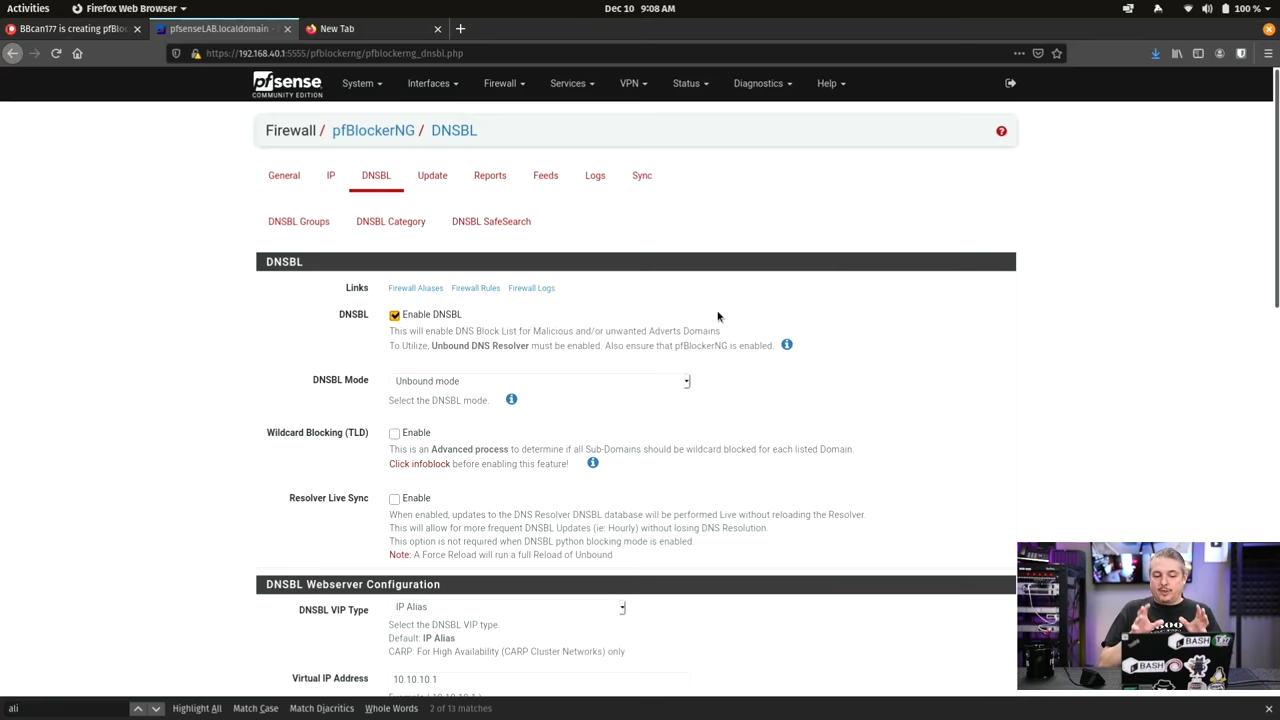 Activities
Firefox Web Browser
Dec 10 9:08 AM
100 %
BBcan177 is creating pfBloc
pfsenseLAB.localdomain -
New Tab
https://192.168.40.1:5555/pfblockerng/pfblockerng_dnsbl.php
pfsense
COMMUNITY EDITION
System
Interfaces
Firewall
Services
VPN
Status
Diagnostics
Help
Firewall / pfBlockerNG / DNSBL
General
IP
DNSBL
Update
Reports
Feeds
Logs
Sync
DNSBL Groups
DNSBL Category
DNSBL SafeSearch
DNSBL
Links
Firewall Aliases Firewall Rules Firewall Logs
DNSBL
Enable DNSBL
This will enable DNS Block List for Malicious and/or unwanted Adverts Domains
To Utilize, Unbound DNS Resolver must be enabled. Also ensure that pfBlockerNG is enabled.
DNSBL Mode
Unbound mode
Select the DNSBL mode.
Wildcard Blocking (TLD)
Enable
This is an Advanced process to determine if all Sub-Domains should be wildcard blocked for each listed Domain.
Click infoblock before enabling this feature!
Resolver Live Sync
Enable
When enabled, updates to the DNS Resolver DNSBL database will be performed Live without reloading the Resolver.
This will allow for more frequent DNSBL Updates (ie: Hourly) without losing DNS Resolution.
This option is not required when DNSBL python blocking mode is enabled.
Note: A Force Reload will run a full Reload of Unbound
DNSBL Webserver Configuration
DNSBL VIP Type
IP Alias
Select the DNSBL VIP type.
Default: IP Alias
CARP: For High Availability (CARP Cluster Networks) only
Virtual IP Address
10.10.10.1
BASH
BASH
ali
Highlight All
Match Case
Match Diacritics
Whole Words
2 of 13 matches